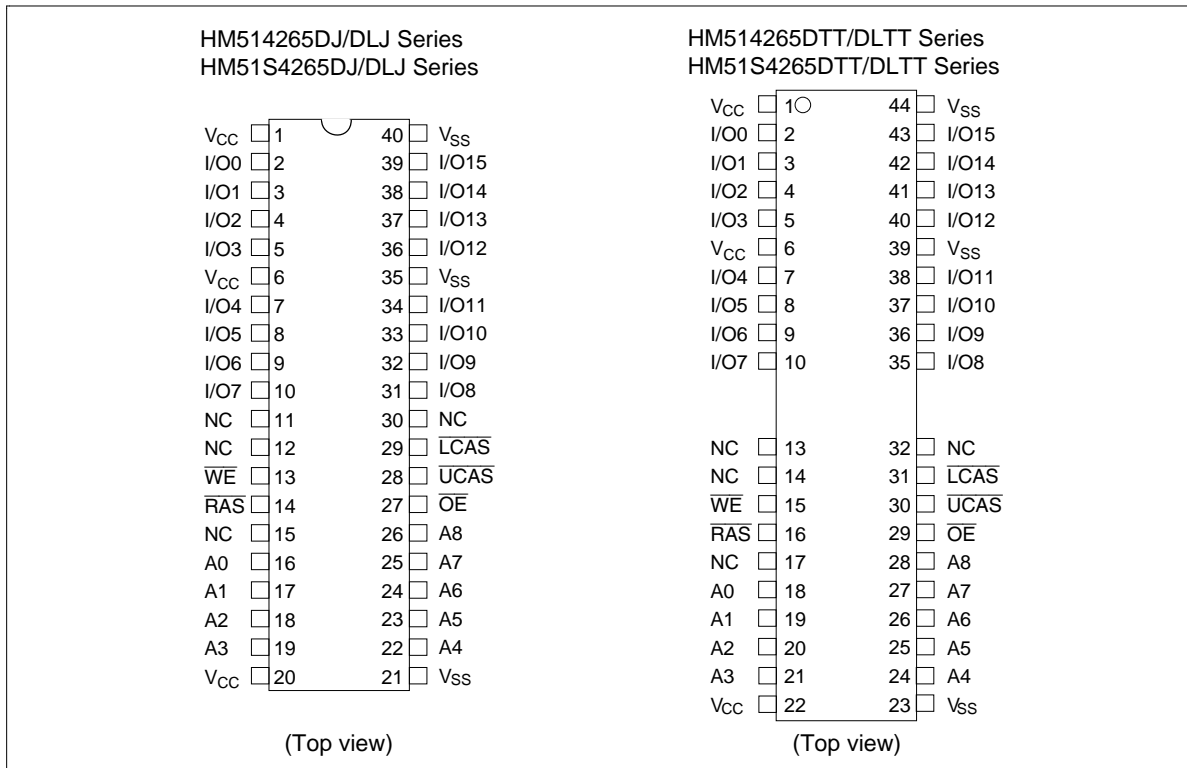 HM514265DJ/DLJ Series
HM51S4265DJ/DLJ Series
VCC 1 40 VSS
I/O0 2 39 I/O15
I/O1 3 38 I/O14
I/O2 4 37 I/O13
I/O3 5 36 I/O12
VCC 6 35 VSS
I/O4 7 34 I/O11
I/O5 8 33 I/O10
I/O6 9 32 I/O9
I/O7 10 31 I/O8
NC 11 30 NC
NC 12 29 LCAS
WE 13 28 UCAS
RAS 14 27 OE
NC 15 26 A8
A0 16 25 A7
A1 17 24 A6
A2 18 23 A5
A3 19 22 A4
VCC 20 21 VSS
(Top view)
HM514265DTT/DLTT Series
HM51S4265DTT/DLTT Series
VCC 1 44 VSS
I/O0 2 43 I/O15
I/O1 3 42 I/O14
I/O2 4 41 I/O13
I/O3 5 40 I/O12
VCC 6 39 VSS
I/O4 7 38 I/O11
I/O5 8 37 I/O10
I/O6 9 36 I/O9
I/O7 10 35 I/O8
NC 13 32 NC
NC 14 31 LCAS
WE 15 30 UCAS
RAS 16 29 OE
NC 17 28 A8
A0 18 27 A7
A1 19 26 A6
A2 20 25 A5
A3 21 24 A4
VCC 22 23 VSS
(Top view)